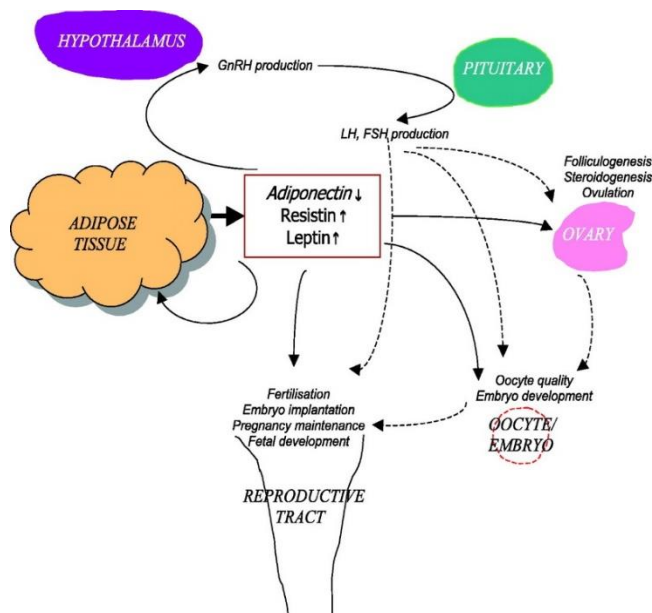 HYPOTHALAMUS
GnRH production
PITUITARY
LH, FSH production
Folliculogenesis
Steroidogenesis
Ovulation
Adiponectin↓
Resistin↑
Leptin↑
ADIPOSE
TISSUE
OVARY
Fertilisation
Embryo implantation
Pregnancy maintenance
Fetal development
Oocyte quality
Embryo development
OOCYTE/
EMBRYO
REPRODUCTIVE
TRACT